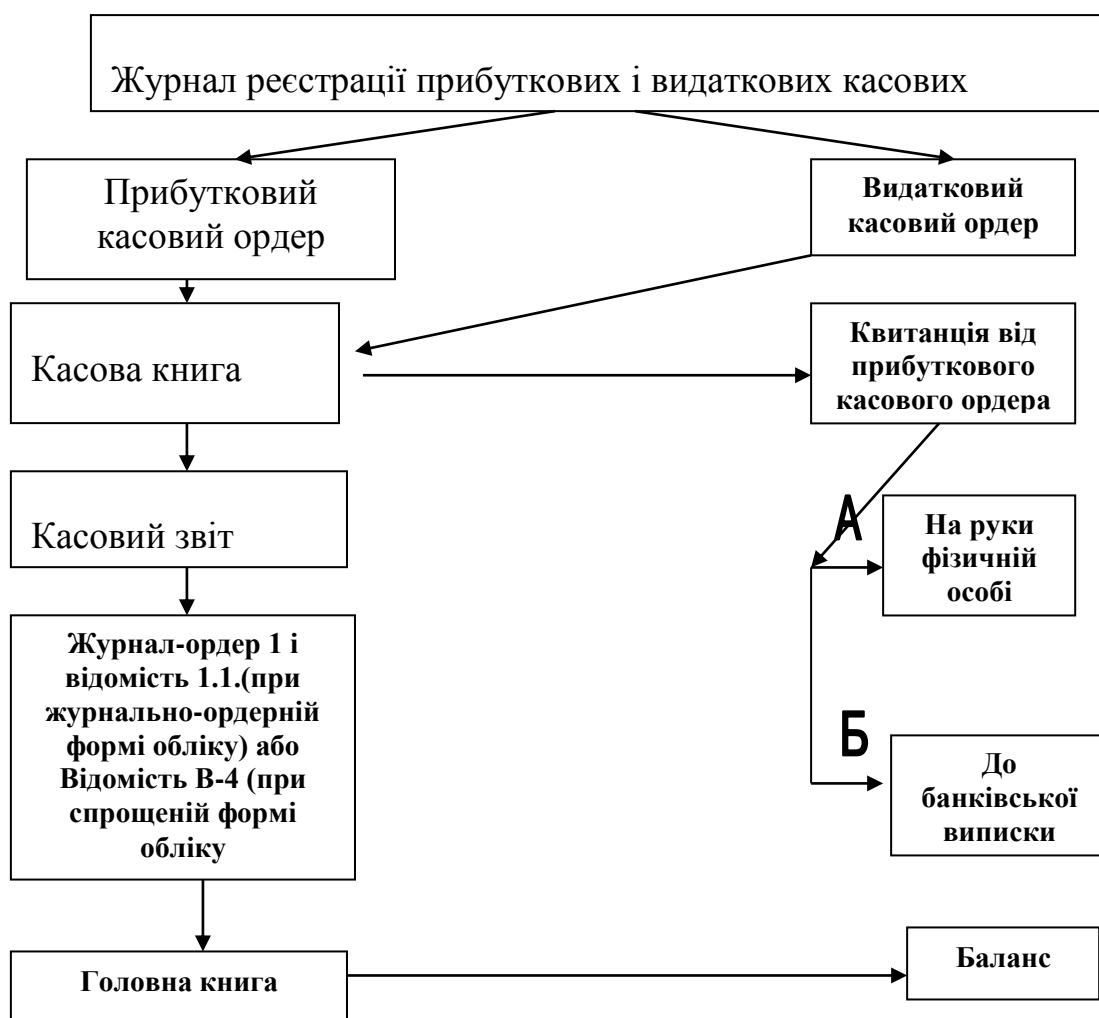 Журнал реєстрації прибуткових і видаткових касових
Прибутковий
касовий ордер
Видатковий
касовий ордер
Касова книга
Квитанція від
прибуткового
касового ордера
Касовий звіт
А
На руки
фізичній
особі
Журнал-ордер 1 і
відомість 1.1.(при
журнально-ордерній
формі обліку) або
Відомість В-4 (при
спрощеній формі
обліку
Б
До
банківської
виписки
Головна книга
Баланс